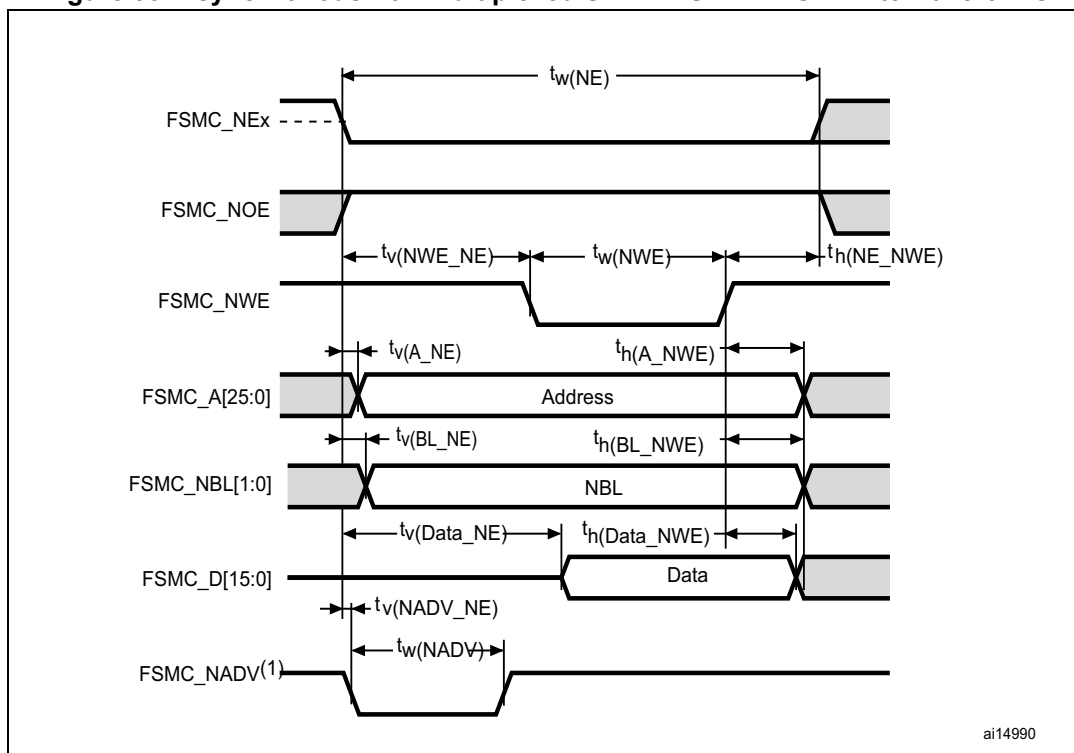 tw(NE)
FSMC_NEx
FSMC_NOE
tv(NWE_NE)
tw(NWE)
th(NE_NWE)
FSMC_NWE
tv(A_NE)
th(A_NWE)
FSMC_A[25:0]
Address
tv(BL_NE)
th(BL_NWE)
FSMC_NBL[1:0]
NBL
tv(Data_NE)
th(Data_NWE)
FSMC_D[15:0]
Data
tv(NADV_NE)
tw(NADV)
FSMC_NADV(1)
ai14990